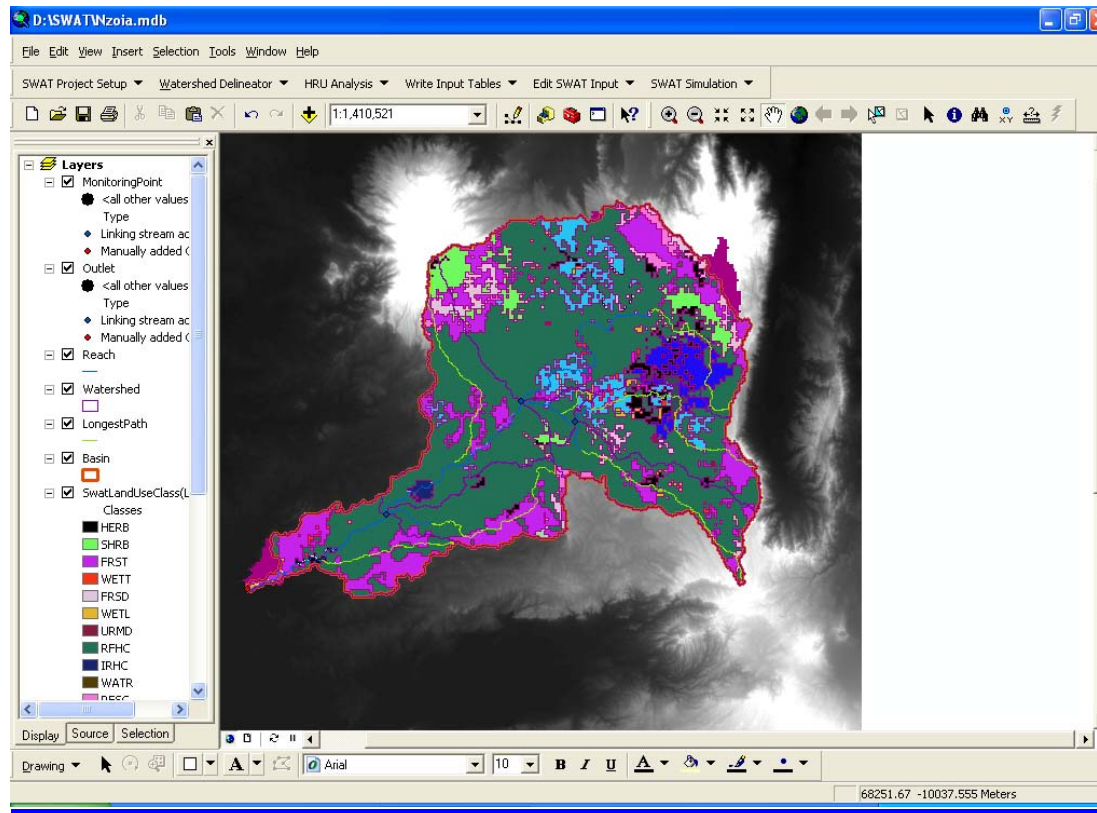 D:\SWAT\Nzoia.mdb
File Edit View Insert Selection Tools Window Help
SWAT Project Setup Watershed Delineator HRU Analysis Write Input Tables Edit SWAT Input SWAT Simulation
1:1,410,521
Layers
MonitoringPoint
<all other values
Type
Linking stream ac
Manually added
Outlet
<all other values
Type
Linking stream ac
Manually added
Reach
Watershed
LongestPath
Basin
SwatLandUseClass(L
Classes
HERB
SHRB
FRST
WETT
FRSD
WETL
URMD
RFHC
IRHC
WATR
Display Source Selection
Drawing A Arial 10 B I U A
68251.67 -10037.555 Meters